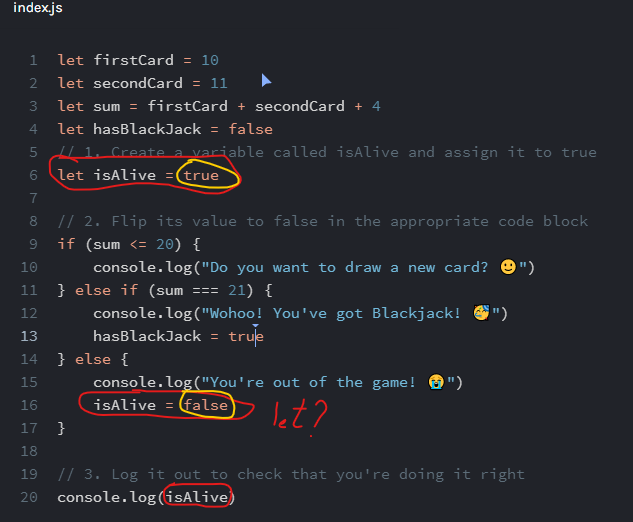 index.js
1 let firstCard = 10
2 let secondCard = 11
3 let sum = firstCard + secondCard + 4
4 let hasBlackJack = false
5 // 1. Create a variable called isAlive and assign it to true
6 let isAlive = true
7
8 // 2. Flip its value to false in the appropriate code block
9 if (sum <= 20) {
10     console.log("Do you want to draw a new card? 🙂")
11 } else if (sum === 21) {
12     console.log("Wohoo! You've got Blackjack! 🥳")
13     hasBlackJack = true
14 } else {
15     console.log("You're out of the game! 😭")
16     isAlive = false let?
17 }
18
19 // 3. Log it out to check that you're doing it right
20 console.log(isAlive)